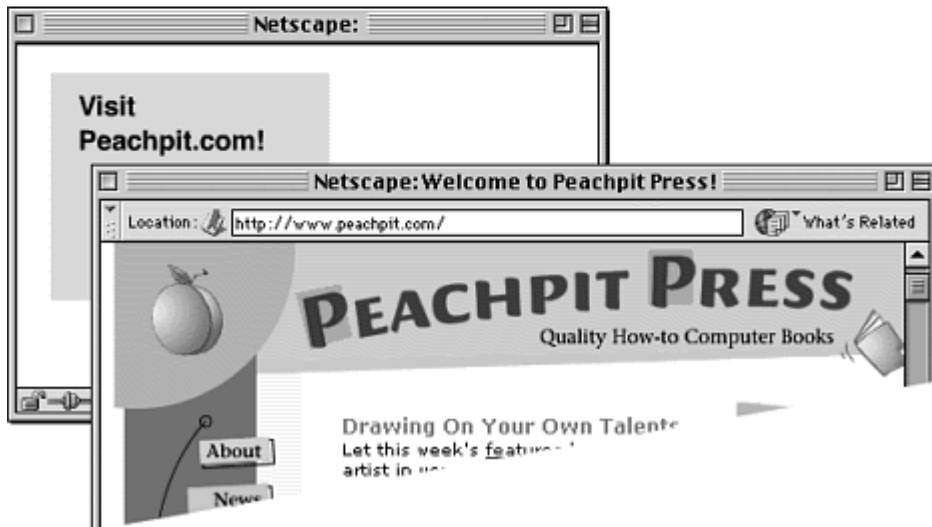 Netscape:
Visit
Peachpit.com!
Netscape: Welcome to Peachpit Press!
Location: http://www.peachpit.com/ What's Related
PEACHPIT PRESS
Quality How-to Computer Books
Drawing On Your Own Talents
Let this week's
artist in
About
News